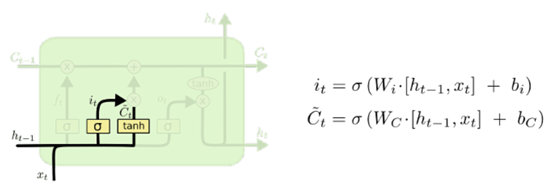 h_t
C_{t-1} C_t
tanh
f_t i_t C̃_t o_t
σ σ tanh σ
h_{t-1} h_t
x_t
i_t = σ (W_i·[h_{t-1}, x_t] + b_i)
C̃_t = σ (W_C·[h_{t-1}, x_t] + b_C)